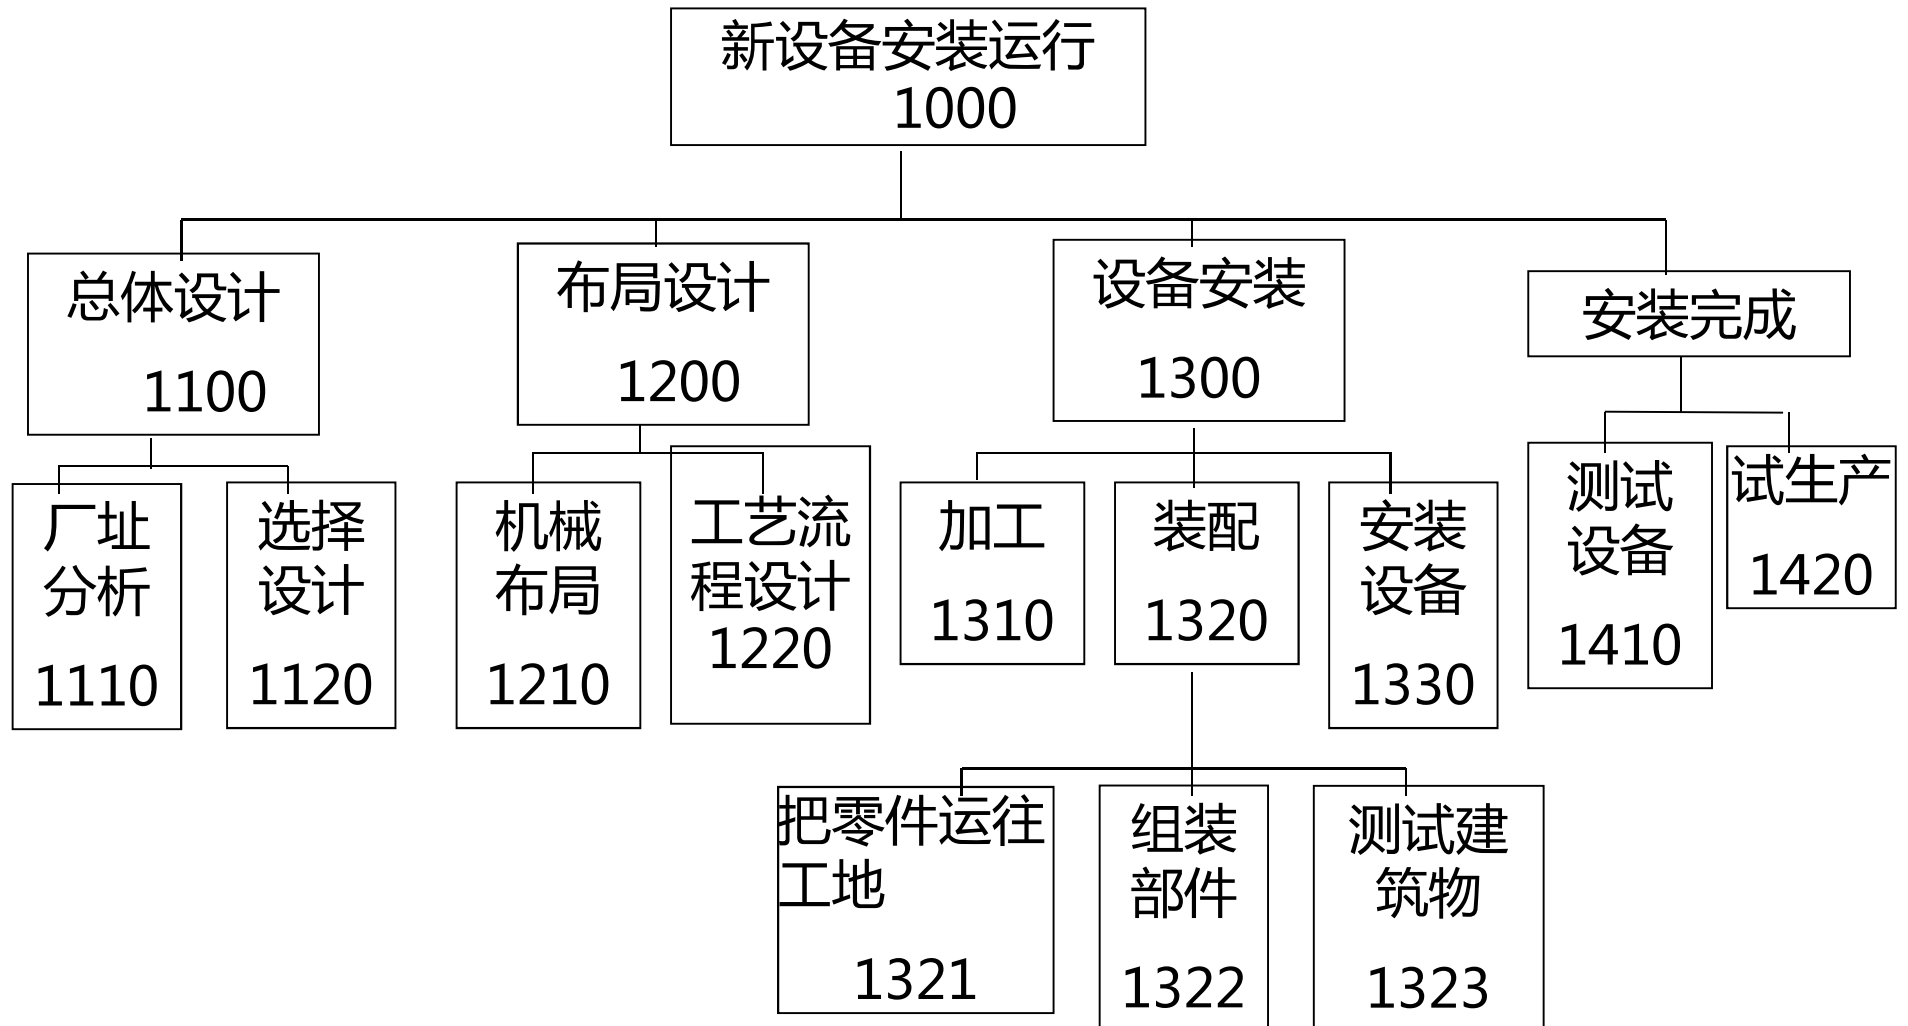 新设备安装运行
1000
总体设计
1100
布局设计
1200
设备安装
1300
安装完成
厂址
分析
1110
选择
设计
1120
机械
布局
1210
工艺流
程设计
1220
加工
1310
装配
1320
安装
设备
1330
测试
设备
1410
试生产
1420
把零件运往
工地
1321
组装
部件
1322
测试建
筑物
1323